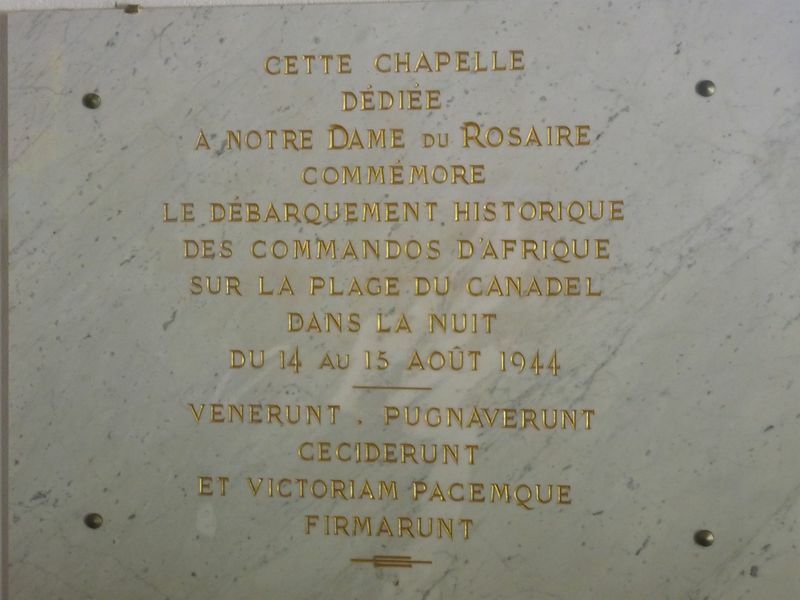 CETTE CHAPELLE
DÉDIÉE
A NOTRE DAME DU ROSAIRE
COMMÉMORE
LE DÉBARQUEMENT HISTORIQUE
DES COMMANDOS D'AFRIQUE
SUR LA PLAGE DU CANADEL
DANS LA NUIT
DU 14 AU 15 AOÛT 1944
VENERUNT . PUGNAVERUNT
CECIDERUNT
ET VICTORIAM PACEMQUE
FIRMARUNT